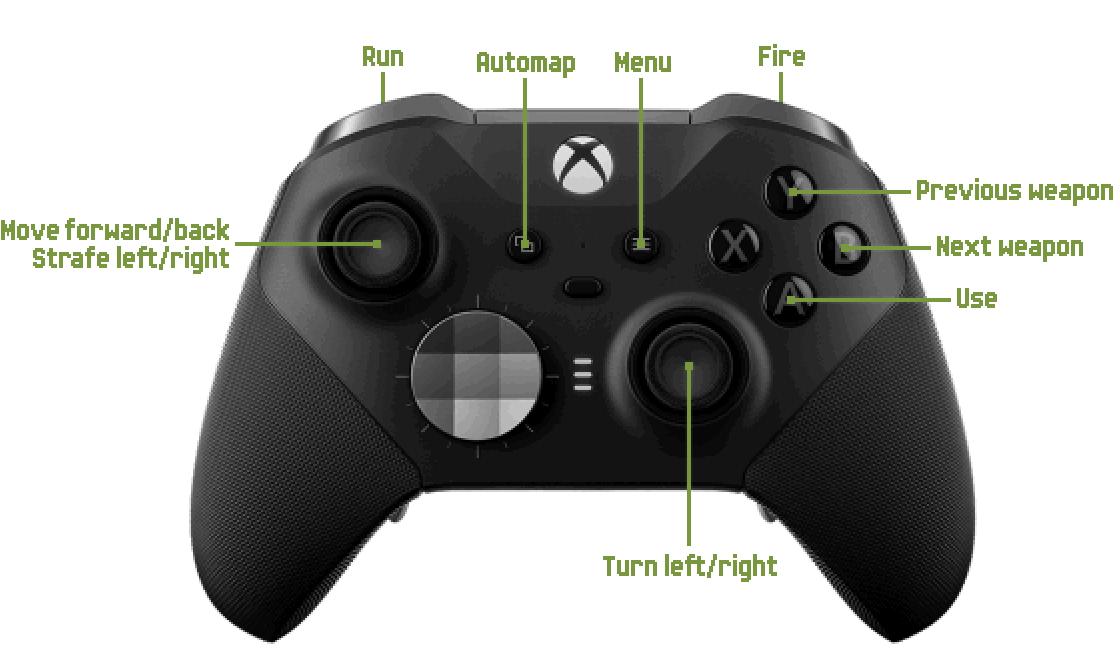 Run
Automap
Menu
Fire
Previous weapon
Move forward/back
Strafe left/right
X
Y
B
A
Next weapon
Use
Turn left/right